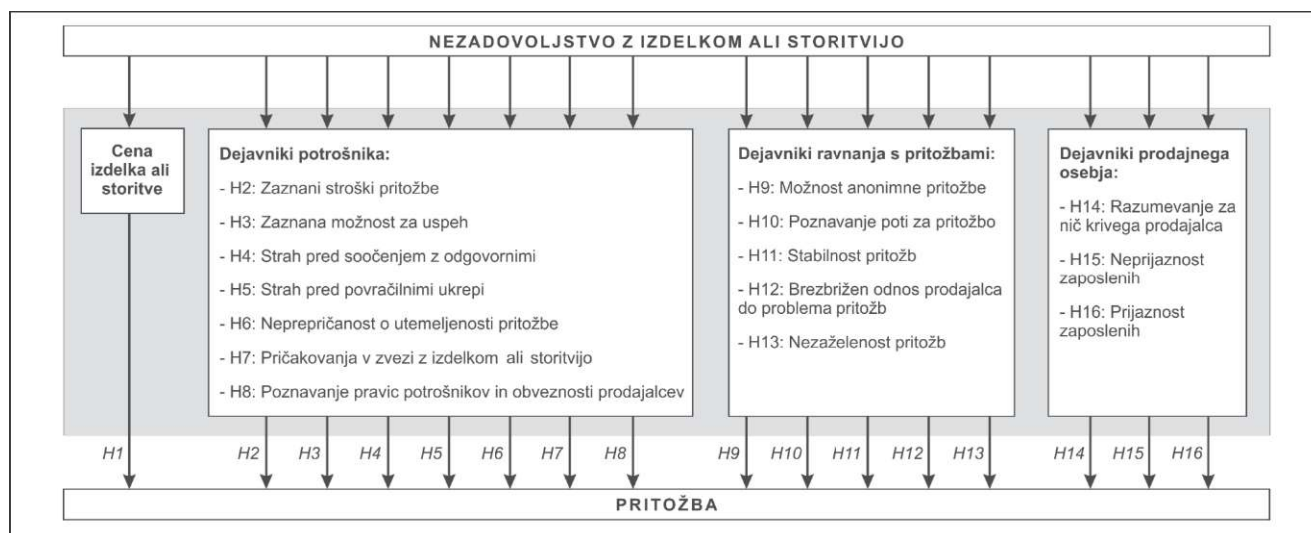 NEZADOVOLJSTVO Z IZDELKOM ALI STORITVIJO
Cena
izdelka ali
storitve
Dejavniki potrošnika:
- H2: Zaznani stroški pritožbe
- H3: Zaznana možnost za uspeh
- H4: Strah pred soočenjem z odgovornimi
- H5: Strah pred povračilnimi ukrepi
- H6: Neprepričanost o utemeljenosti pritožbe
- H7: Pričakovanja v zvezi z izdelkom ali storitvijo
- H8: Poznavanje pravic potrošnikov in obveznosti prodajalcev
Dejavniki ravnanja s pritožbami:
- H9: Možnost anonimne pritožbe
- H10: Poznavanje poti za pritožbo
- H11: Stabilnost pritožb
- H12: Brezbrižen odnos prodajalca
do problema pritožb
- H13: Nezaželenost pritožb
Dejavniki prodajnega
osebja:
- H14: Razumevanje za
nič krivega prodajalca
- H15: Neprijaznost
zaposlenih
- H16: Prijaznost
zaposlenih
H1 H2 H3 H4 H5 H6 H7 H8 H9 H10 H11 H12 H13 H14 H15 H16
PRITOŽBA